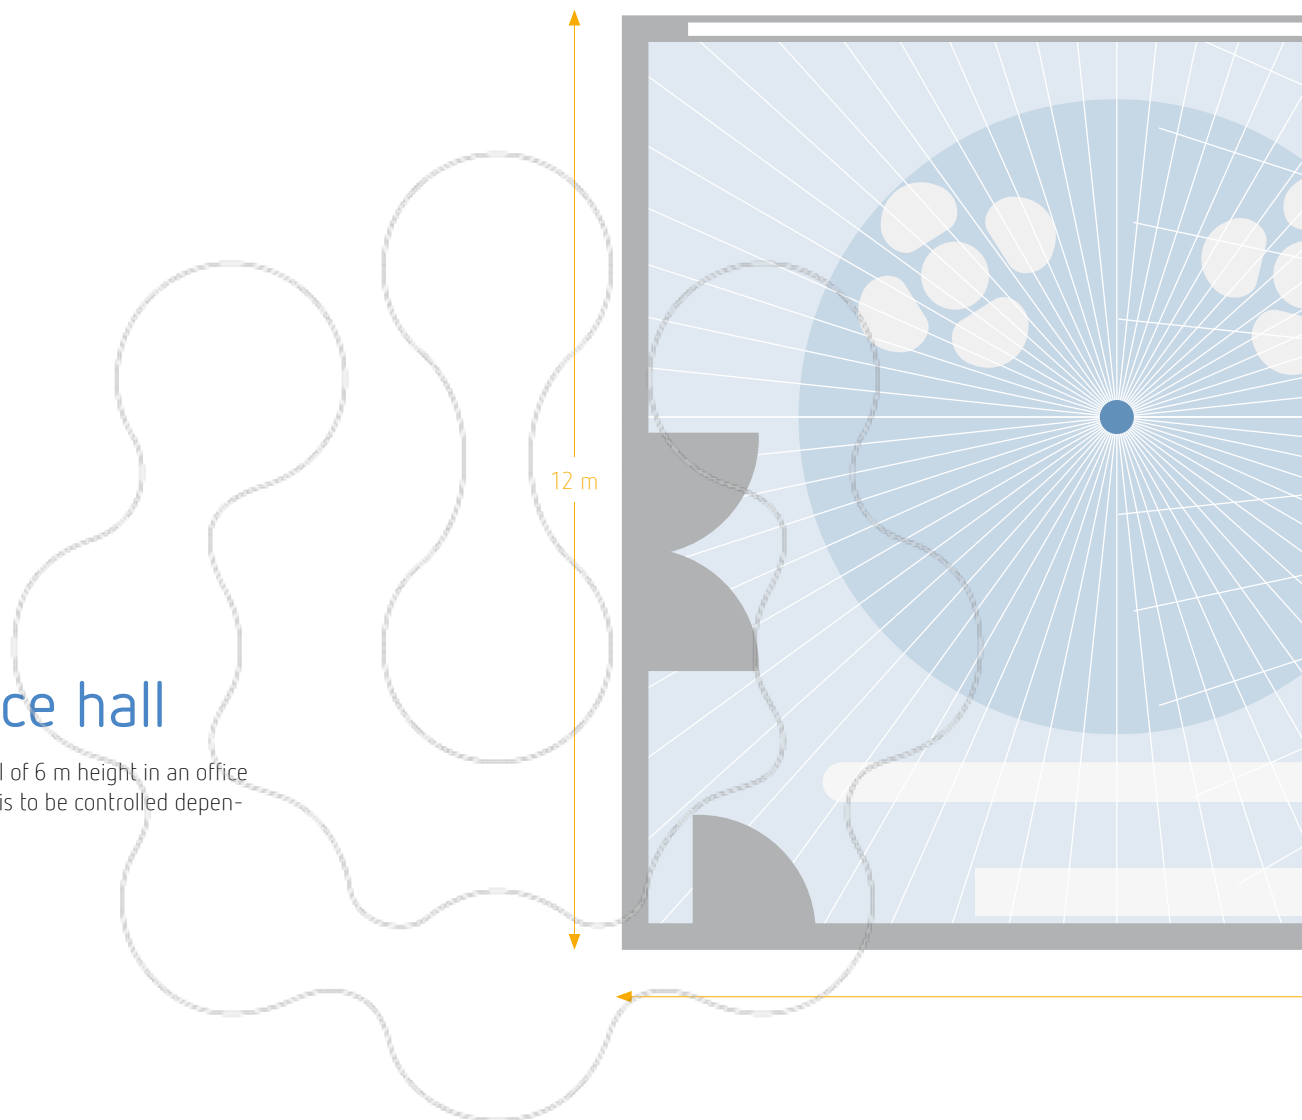 ce hall
l of 6 m height in an office
is to be controlled depen-
12 m